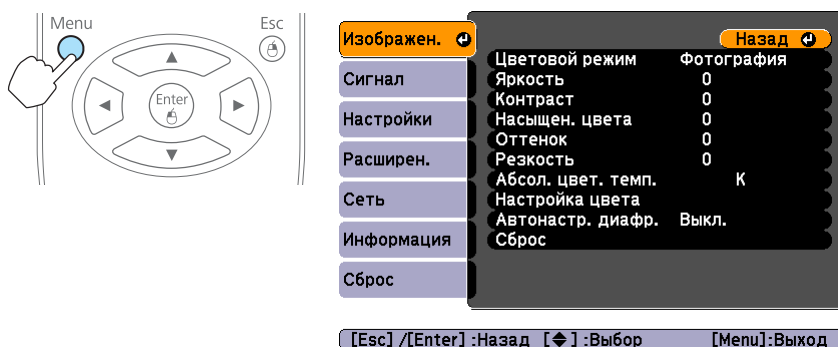 Menu
Esc
Enter
Изображен.
Сигнал
Настройки
Расширен.
Сеть
Информация
Сброс
Назад
Цветовой режим Фотография
Яркость 0
Контраст 0
Насыщен. цвета 0
Оттенок 0
Резкость 0
Абсол. цвет. темп. K
Настройка цвета
Автонастр. диафр. Выкл.
Сброс
[Esc] /[Enter] :Назад [◆] :Выбор [Menu]:Выход